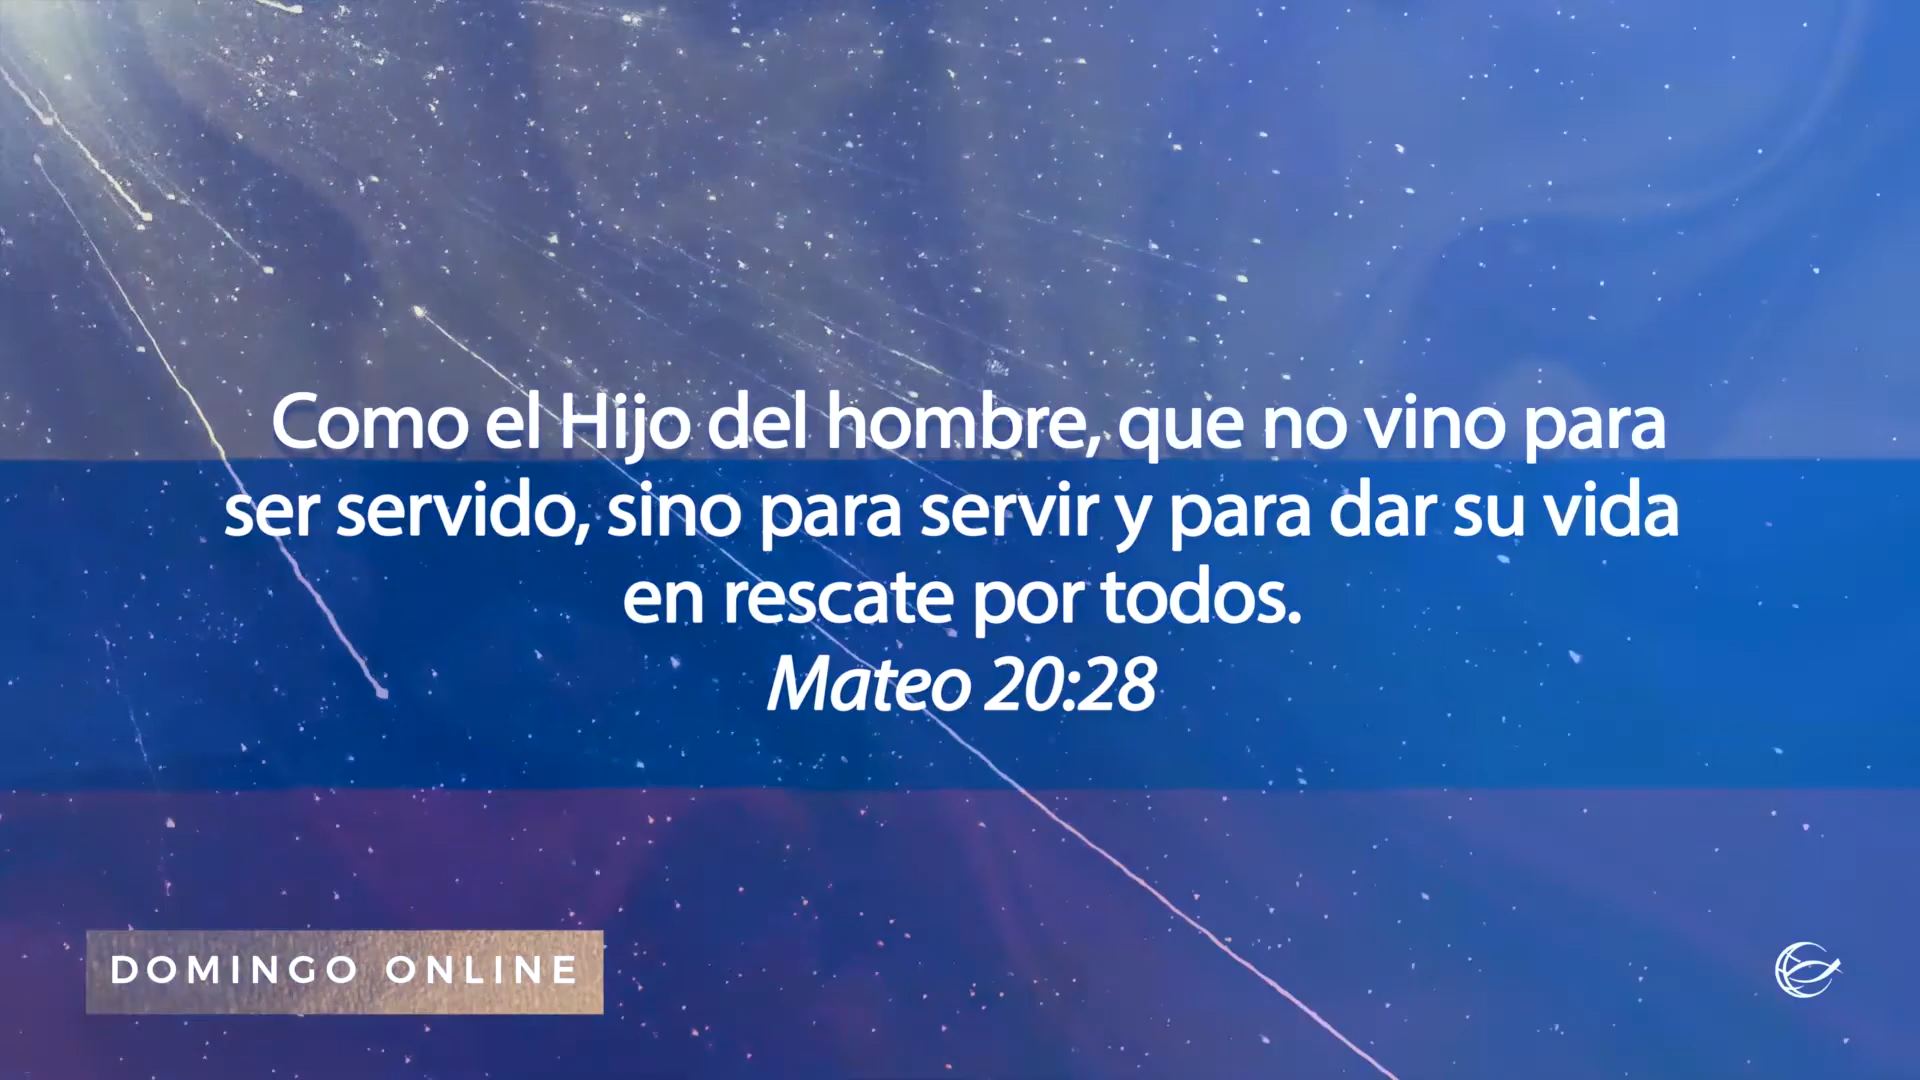 Como el Hijo del hombre, que no vino para
ser servido, sino para servir y para dar su vida
en rescate por todos.
Mateo 20:28
DOMINGO ONLINE